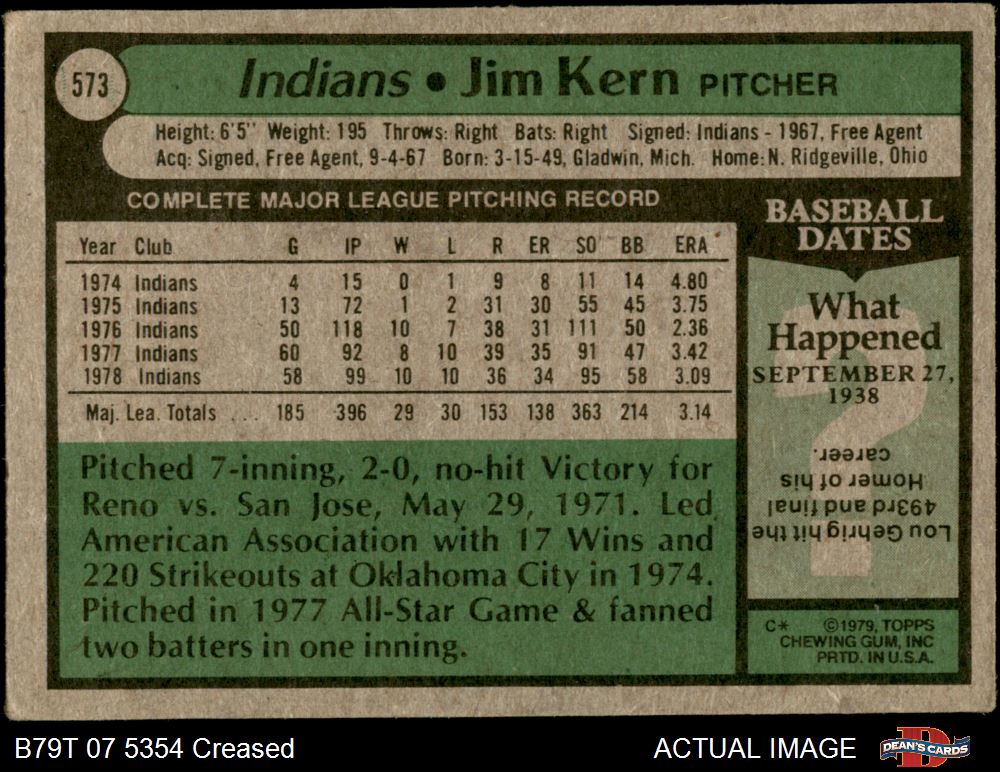 573
Indians • Jim Kern PITCHER
Height: 6'5" Weight: 195 Throws: Right Bats: Right Signed: Indians - 1967, Free Agent
Acq: Signed, Free Agent, 9-4-67 Born: 3-15-49, Gladwin, Mich. Home: N. Ridgeville, Ohio
COMPLETE MAJOR LEAGUE PITCHING RECORD
Year Club G IP W L R ER SO BB ERA
1974 Indians 4 15 0 1 9 8 11 14 4.80
1975 Indians 13 72 1 2 31 30 55 45 3.75
1976 Indians 50 118 10 7 38 31 111 50 2.36
1977 Indians 60 92 8 10 39 35 91 47 3.42
1978 Indians 58 99 10 10 36 34 95 58 3.09
Maj. Lea. Totals ... 185 396 29 30 153 138 363 214 3.14
Pitched 7-inning, 2-0, no-hit Victory for
Reno vs. San Jose, May 29, 1971. Led
American Association with 17 Wins and
220 Strikeouts at Oklahoma City in 1974.
Pitched in 1977 All-Star Game & fanned
two batters in one inning.
BASEBALL
DATES
What
Happened
SEPTEMBER 27,
1938
?
Lou Gehrig hit the
493rd and final
Homer of his
career.
C* ©1979, TOPPS
CHEWING GUM, INC
PRTD. IN U.S.A.
B79T 07 5354 Creased
ACTUAL IMAGE
DEAN'S CARDS